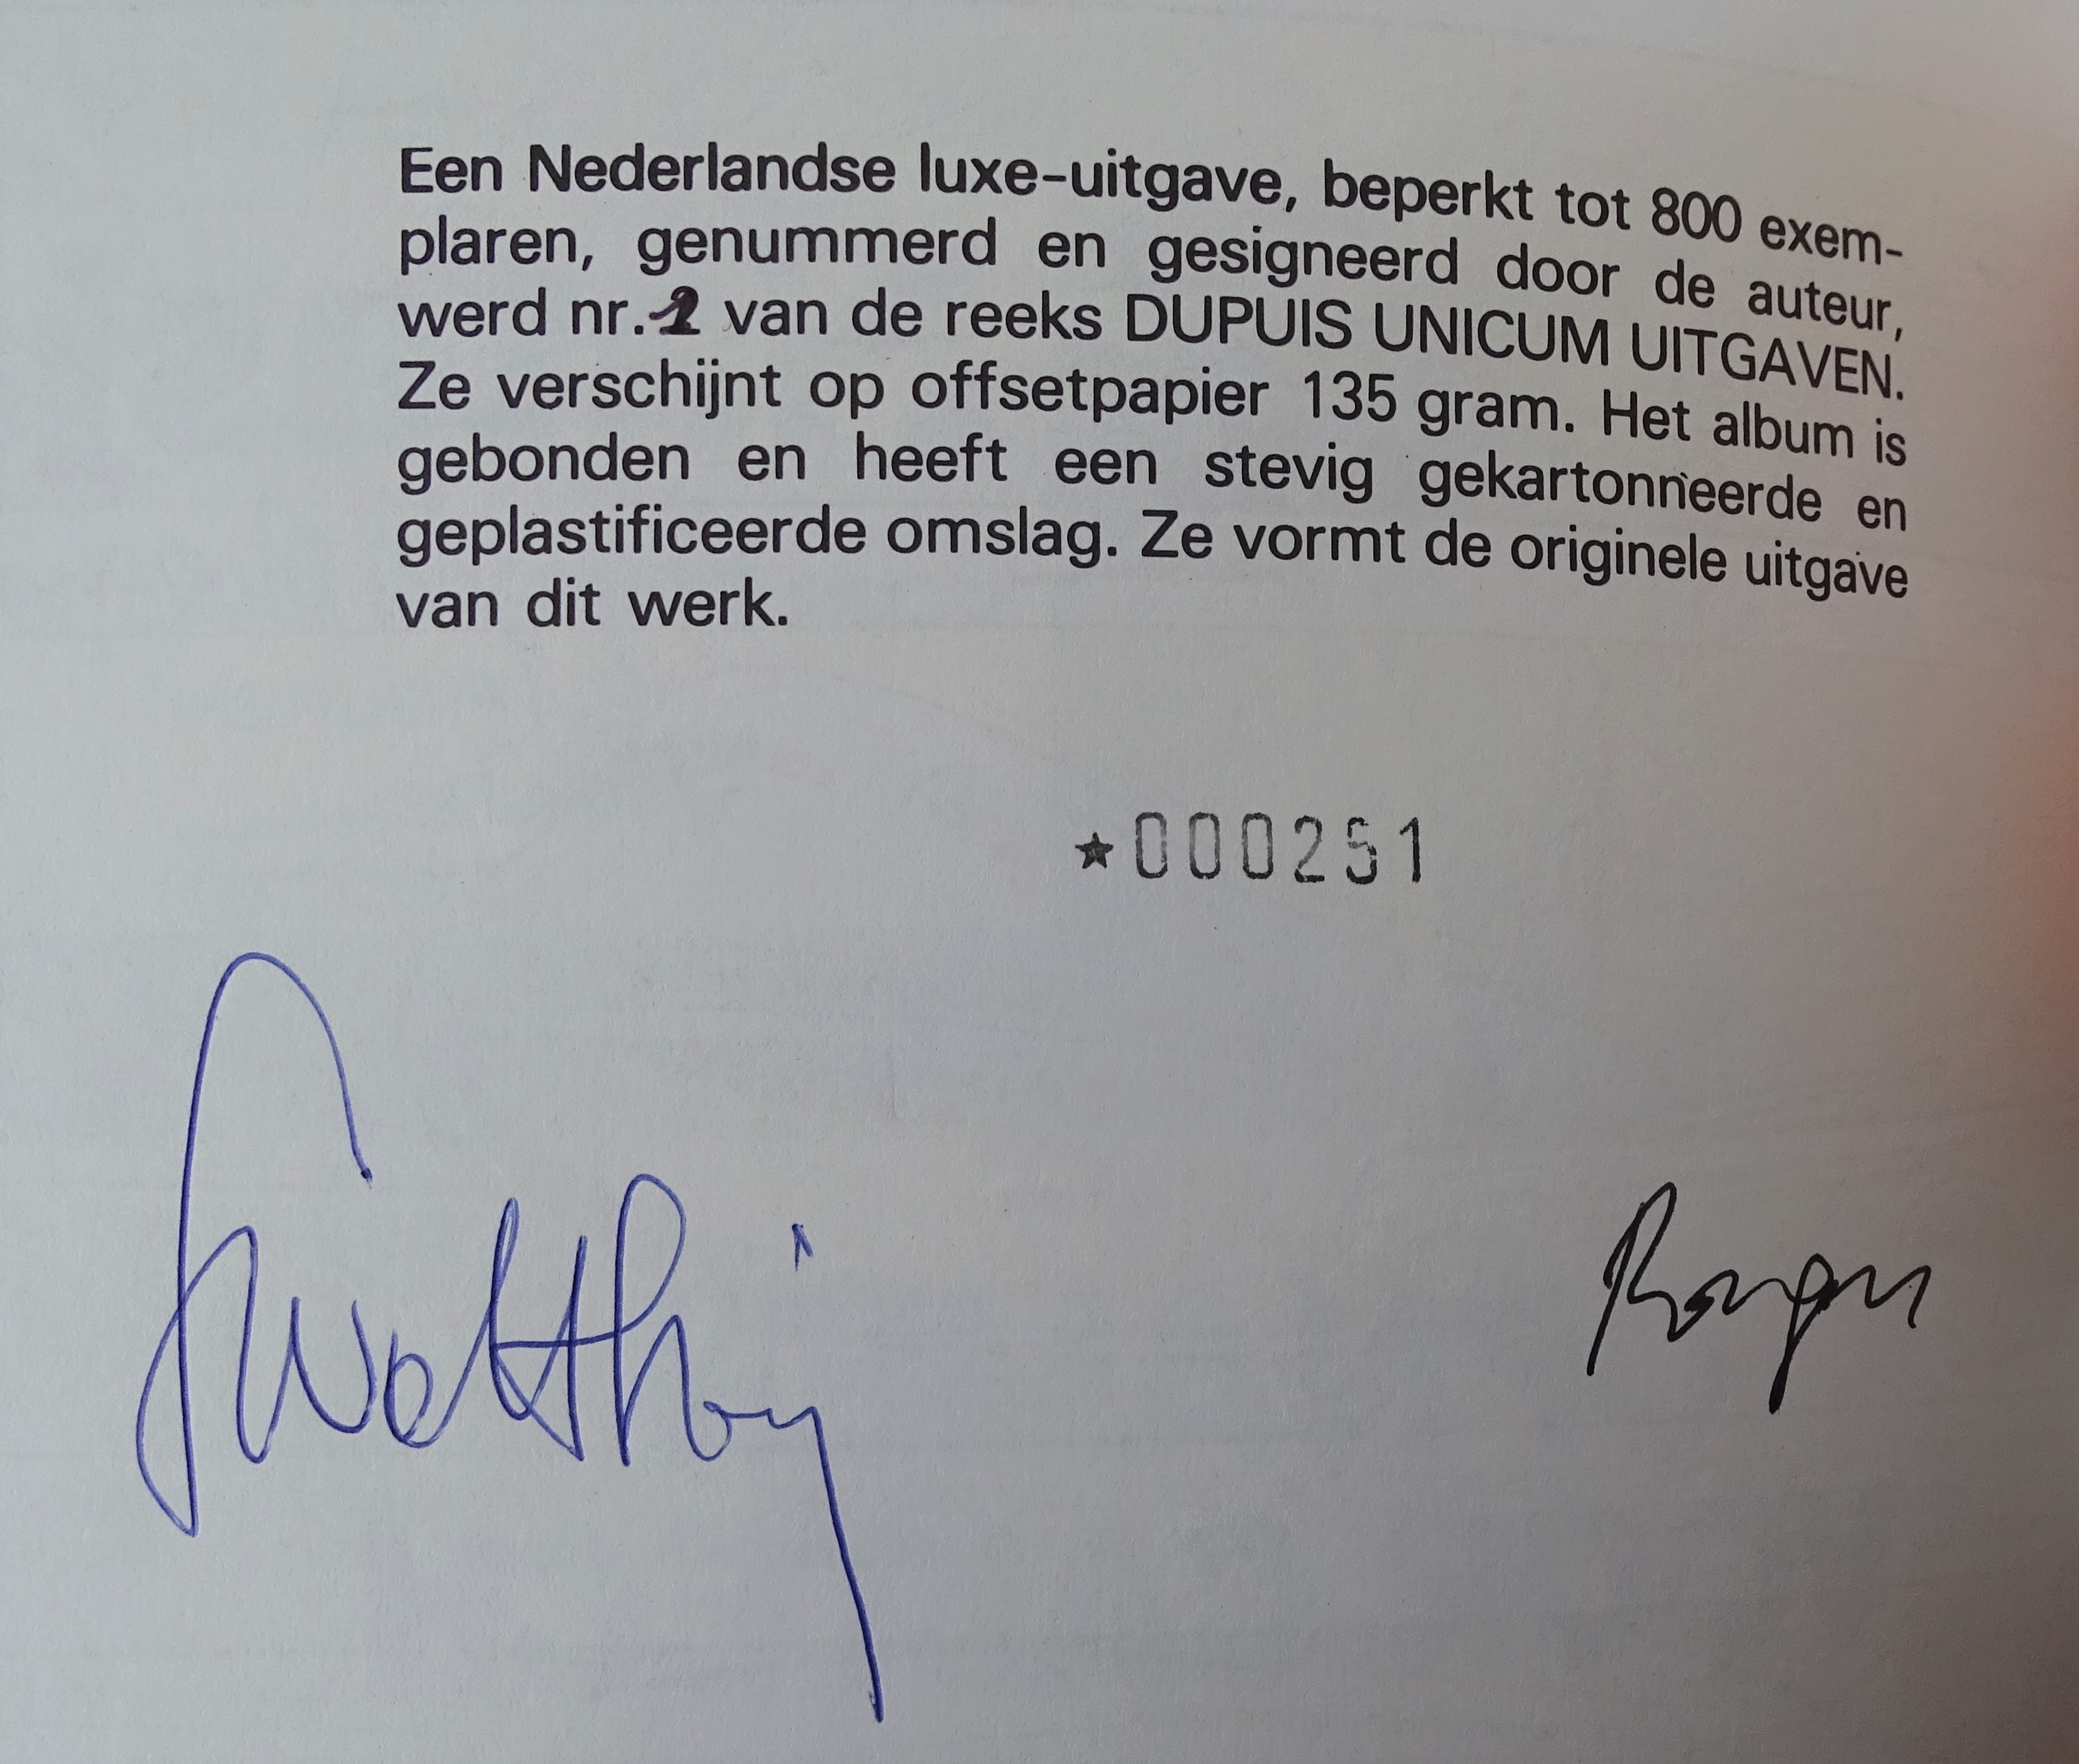 Een Nederlandse luxe-uitgave, beperkt tot 800 exem-
plaren, genummerd en gesigneerd door de auteur,
werd nr. 2 van de reeks DUPUIS UNICUM UITGAVEN.
Ze verschijnt op offsetpapier 135 gram. Het album is
gebonden en heeft een stevig gekartonneerde en
geplastificeerde omslag. Ze vormt de originele uitgave
van dit werk.
★000251